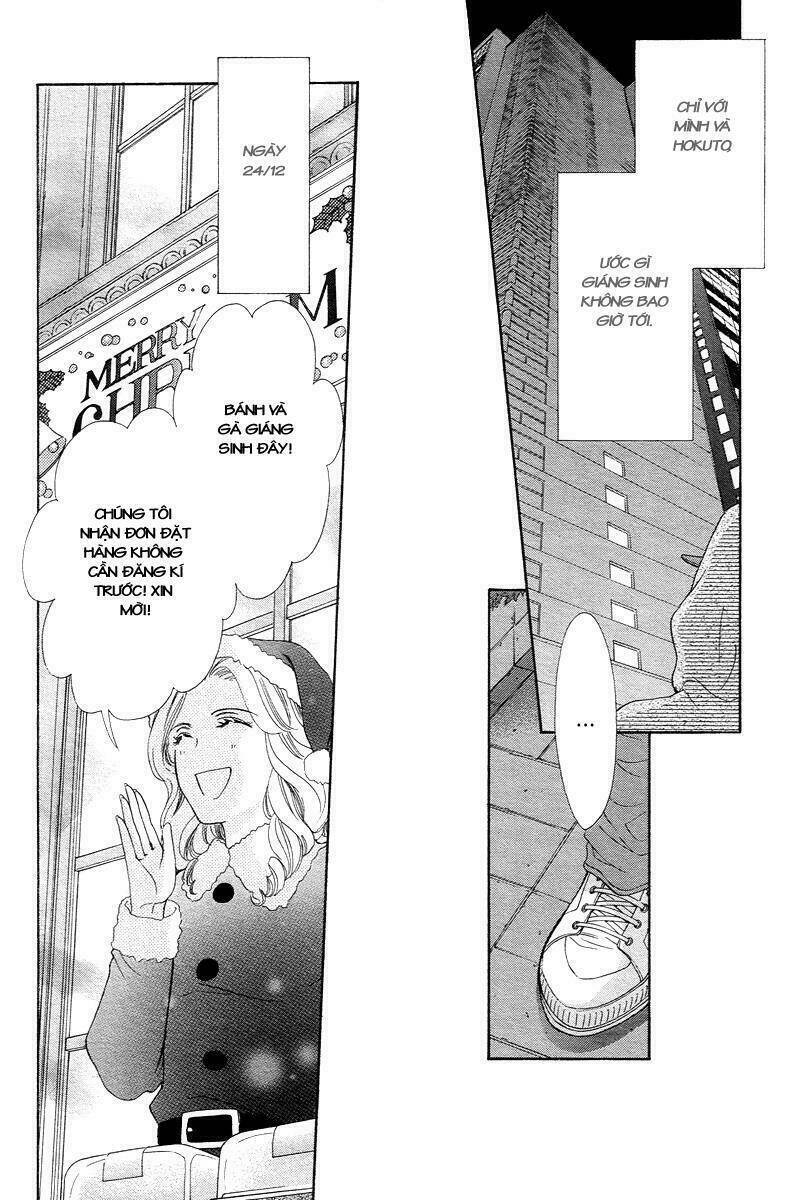 CHỈ VỚI
MÌNH VÀ
HOKUTO,
ƯỚC GÌ
GIÁNG SINH
KHÔNG BAO
GIỜ TỚI.
...
NGÀY
24/12
MERRY
CHRI
M
BÁNH VÀ
GÀ GIÁNG
SINH ĐÂY!
CHÚNG TÔI
NHẬN ĐƠN ĐẶT
HÀNG KHÔNG
CẦN ĐĂNG KÍ
TRƯỚC! XIN
MỜI!